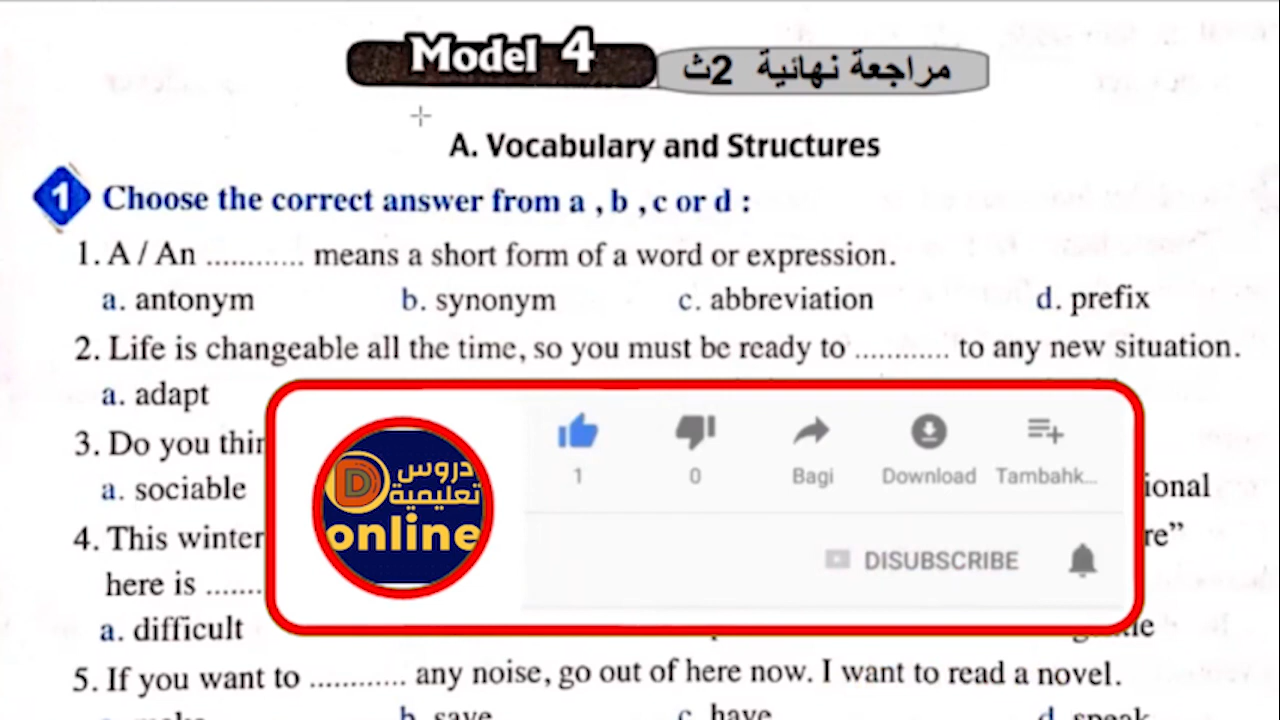 Model 4
مراجعة نهائية 2ث
A. Vocabulary and Structures
1 Choose the correct answer from a , b , c or d :
1. A / An ............ means a short form of a word or expression.
a. antonym b. synonym c. abbreviation d. prefix
2. Life is changeable all the time, so you must be ready to ............ to any new situation.
a. adapt
3. Do you
a. sociable
4. This winter
here is .......
a. difficult
1 0 Bagi Download Tambahk...
DISUBSCRIBE
D دروس
تعليمية
online
5. If you want to ............ any noise, go out of here now. I want to read a novel.
a. make b. save c. have d. speak